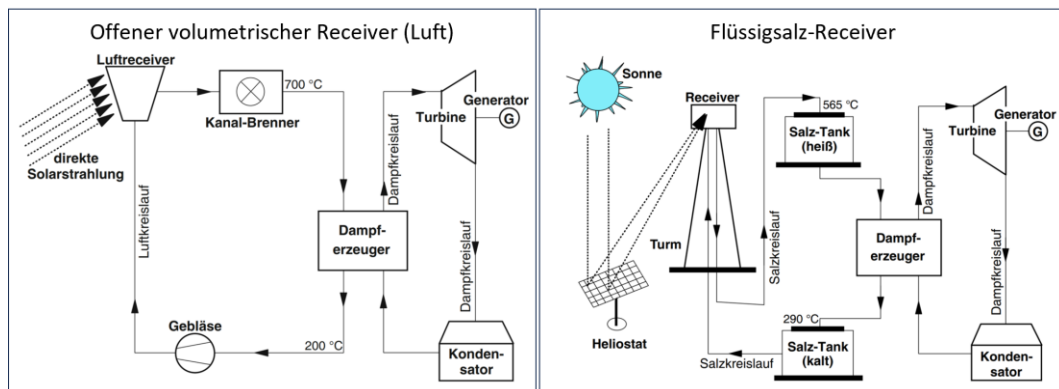 Offener volumetrischer Receiver (Luft)
Luftreceiver
700 °C
Kanal-Brenner
Turbine
Generator
G
direkte
Solarstrahlung
Luftkreislauf
Dampfkreislauf
Dampf-
erzeuger
Dampfkreislauf
Gebläse
200 °C
Konden-
sator
Flüssigsalz-Receiver
Sonne
Receiver
565 °C
Salz-Tank
(heiß)
Turbine
Generator
G
Dampfkreislauf
Salzkreislauf
Turm
Dampf-
erzeuger
Dampfkreislauf
290 °C
Heliostat
Salzkreislauf
Salz-Tank
(kalt)
Konden-
sator